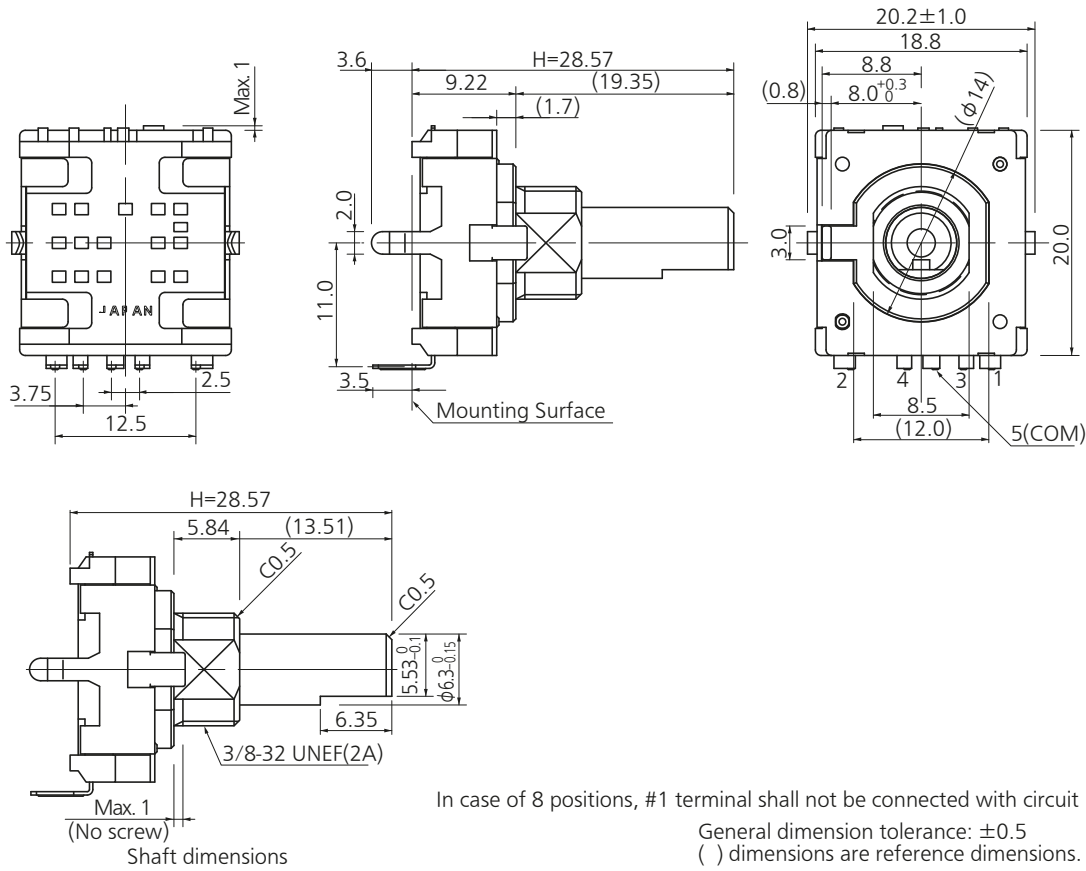 Max. 1
JAPAN
3.75
2.5
12.5
3.6
H=28.57
9.22
(19.35)
(1.7)
2.0
11.0
3.5
Mounting Surface
20.2±1.0
18.8
8.8
(0.8)
8.0 +0.3 0
(φ14)
3.0
20.0
2
4
3
1
8.5
(12.0)
5(COM)
H=28.57
5.84
(13.51)
C0.5
C0.5
5.53 0 -0.1
φ6.3 0 -0.15
6.35
3/8-32 UNEF(2A)
Max. 1
(No screw)
Shaft dimensions
In case of 8 positions, #1 terminal shall not be connected with circuit
General dimension tolerance: ±0.5
( ) dimensions are reference dimensions.